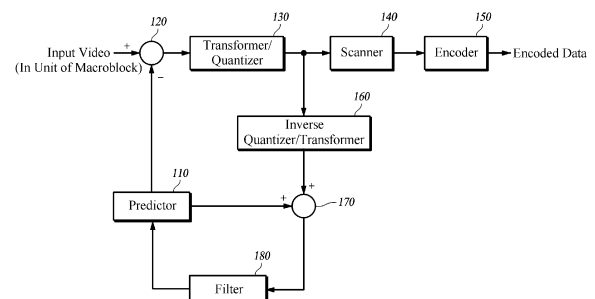 120
130
140
150
Input Video
(In Unit of Macroblock)
+
−
Transformer/
Quantizer
Scanner
Encoder
Encoded Data
160
Inverse
Quantizer/Transformer
110
Predictor
+
+
170
180
Filter